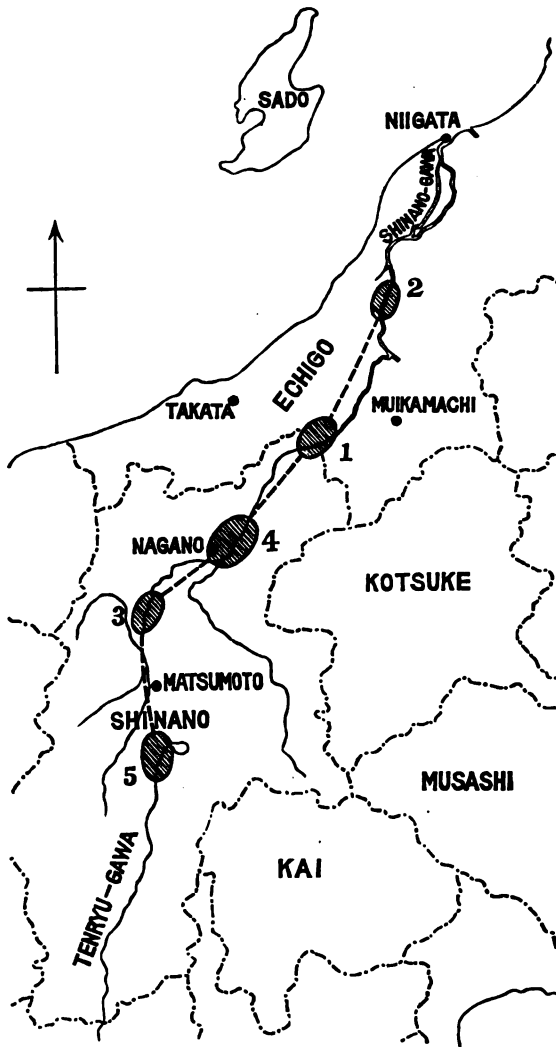 SADO
NIIGATA
SHINANO-GAWA
2
ECHIGO
TAKATA
MUIKAMACHI
1
NAGANO
4
KOTSUKE
3
MATSUMOTO
SHINANO
5
MUSASHI
KAI
TENRYU-GAWA